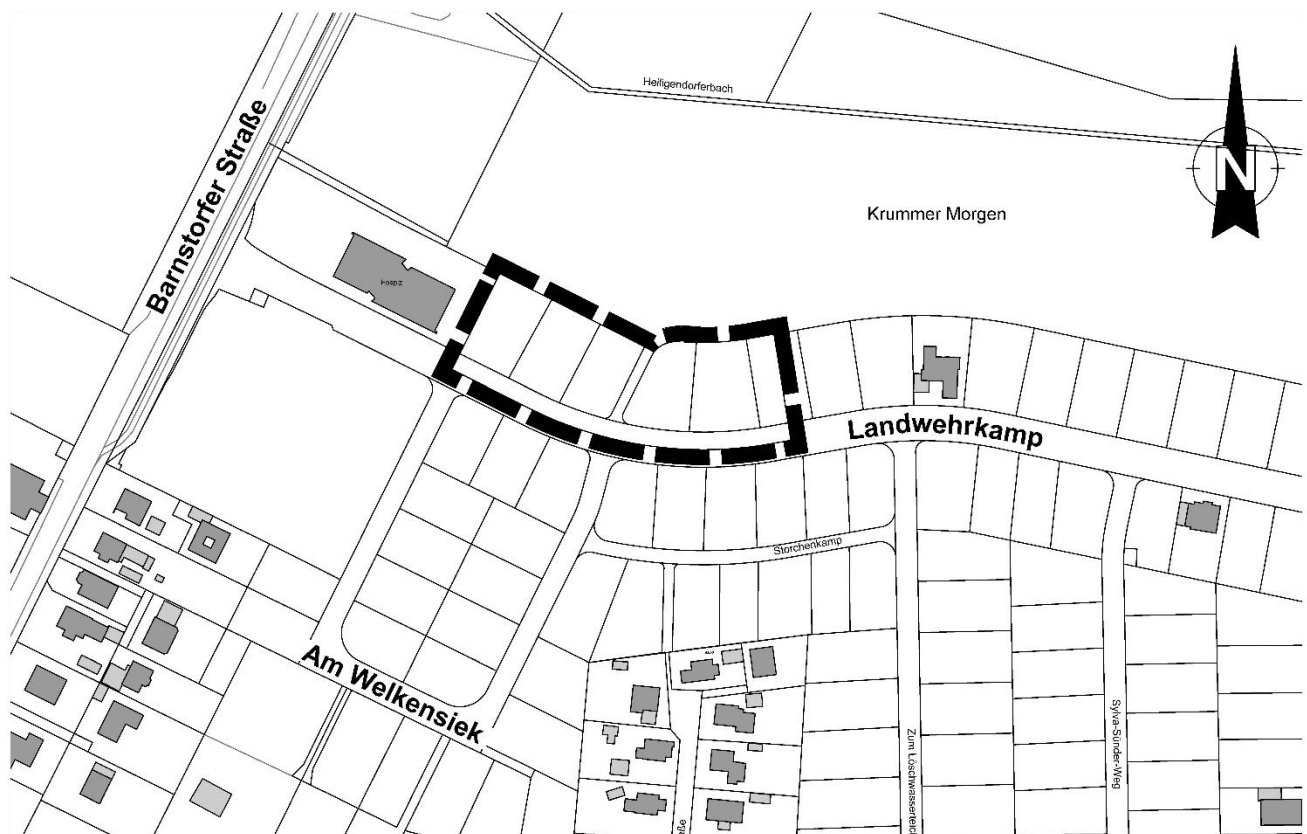 Heiligendorferbach
Barnstorfer Straße
N
Krummer Morgen
Hospiz
Landwehrkamp
Storchenkamp
Am Welkensiek
Zum Löschwasserteich
Sylva-Sünder-Weg